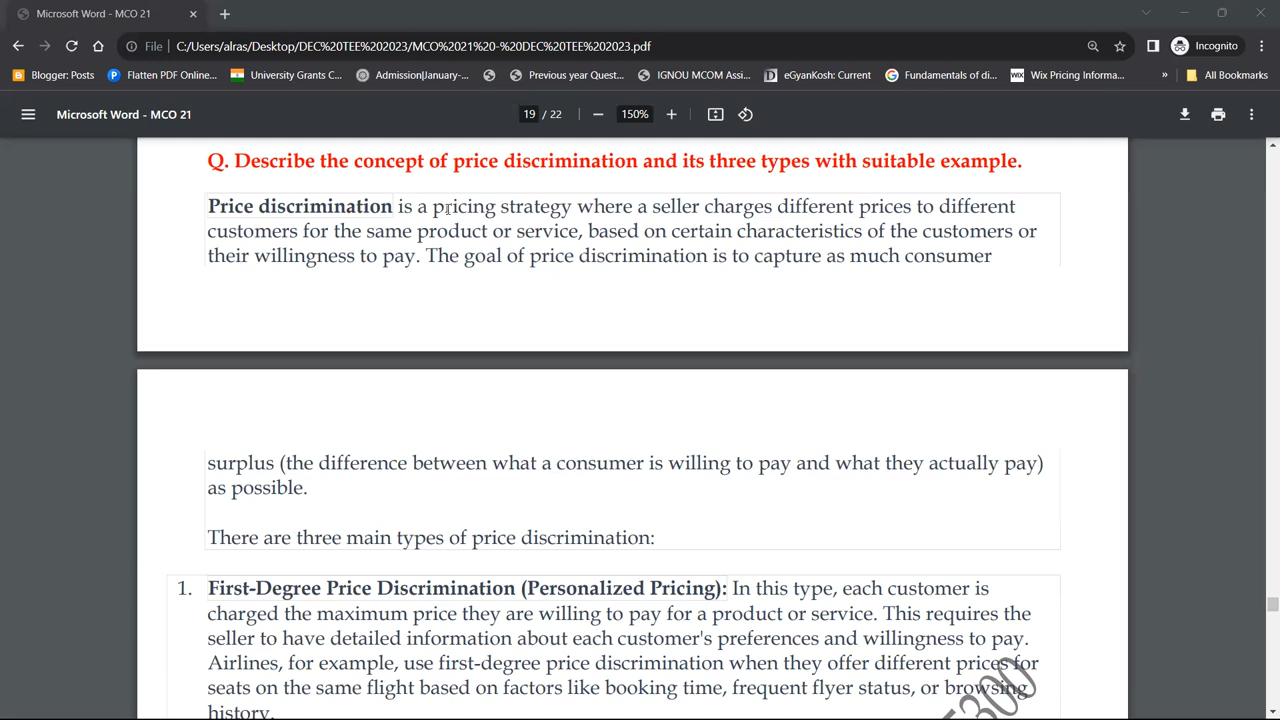 Microsoft Word - MCO 21
File C:/Users/alras/Desktop/DEC%20TEE%202023/MCO%2021%20-%20DEC%20TEE%202023.pdf
Incognito
Blogger: Posts
Flatten PDF Online...
University Grants C...
Admission|January-...
Previous year Quest...
IGNOU MCOM Assi...
eGyanKosh: Current
Fundamentals of di...
Wix Pricing Informa...
»
All Bookmarks
Microsoft Word - MCO 21
19 / 22
150%
Q. Describe the concept of price discrimination and its three types with suitable example.
Price discrimination is a pricing strategy where a seller charges different prices to different
customers for the same product or service, based on certain characteristics of the customers or
their willingness to pay. The goal of price discrimination is to capture as much consumer
surplus (the difference between what a consumer is willing to pay and what they actually pay)
as possible.
There are three main types of price discrimination:
1. First-Degree Price Discrimination (Personalized Pricing): In this type, each customer is
charged the maximum price they are willing to pay for a product or service. This requires the
seller to have detailed information about each customer's preferences and willingness to pay.
Airlines, for example, use first-degree price discrimination when they offer different prices for
seats on the same flight based on factors like booking time, frequent flyer status, or browsing
history.